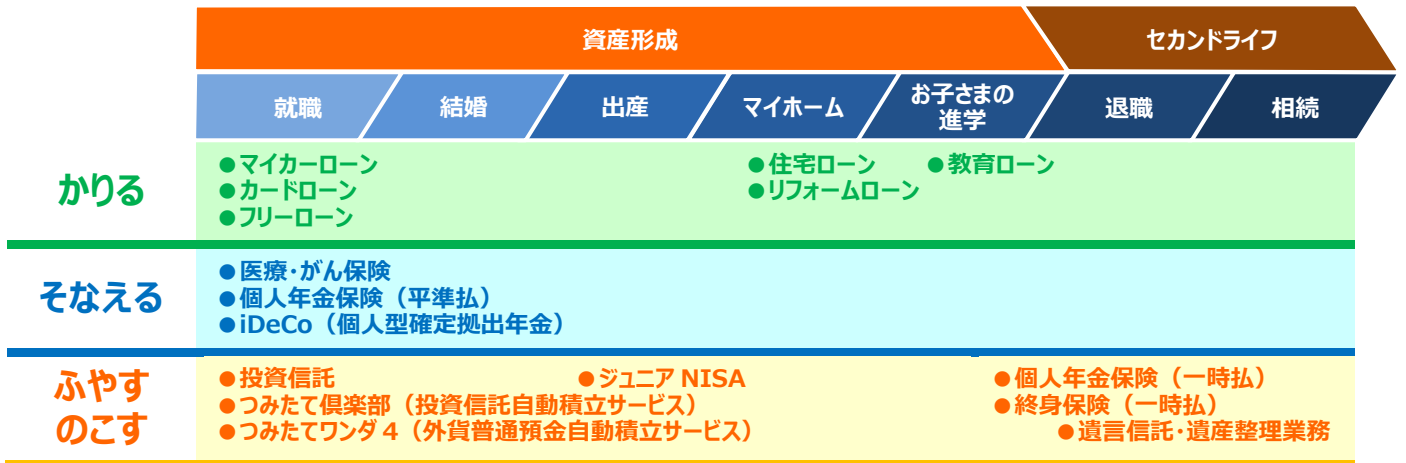 資産形成
セカンドライフ
就職
結婚
出産
マイホーム
お子さまの
進学
退職
相続
かりる
●マイカーローン
●カードローン
●フリーローン
●住宅ローン
●リフォームローン
●教育ローン
そなえる
●医療・がん保険
●個人年金保険（平準払）
●iDeCo（個人型確定拠出年金）
ふやす
のこす
●投資信託
●ジュニア NISA
●つみたて倶楽部（投資信託自動積立サービス）
●つみたてワンダ４（外貨普通預金自動積立サービス）
●個人年金保険（一時払）
●終身保険（一時払）
●遺言信託・遺産整理業務